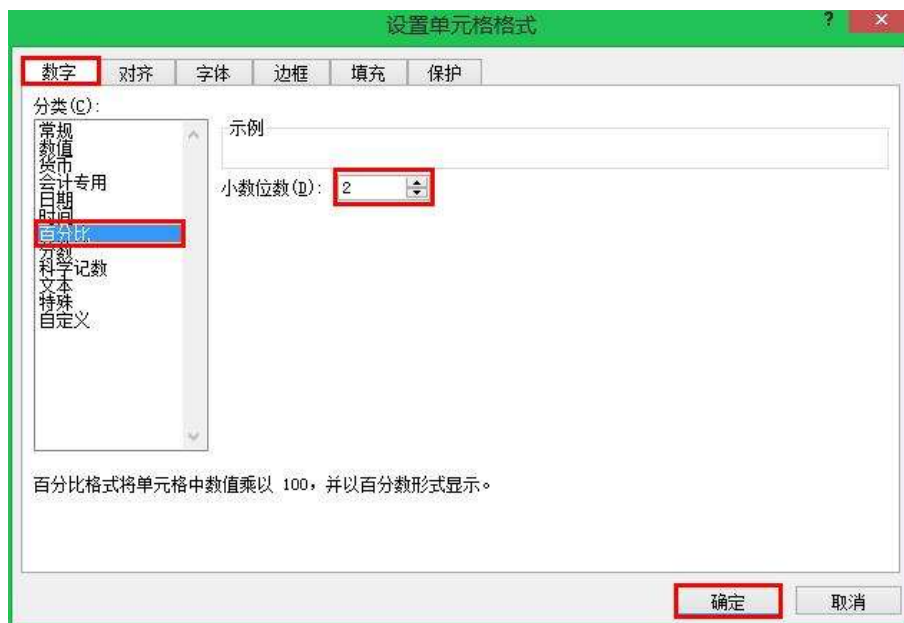 设置单元格格式
? ×
数字 对齐 字体 边框 填充 保护
分类(C):
常规
数值
货币
会计专用
日期
时间
百分比
分数
科学记数
文本
特殊
自定义
示例
小数位数(D): 2
百分比格式将单元格中数值乘以 100，并以百分数形式显示。
确定 取消